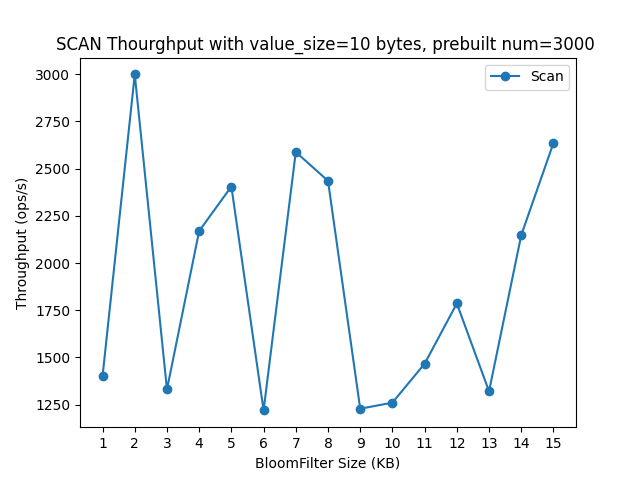 SCAN Thourghput with value_size=10 bytes, prebuilt num=3000
Scan
3000
2750
2500
2250
2000
1750
1500
1250
Throughput (ops/s)
1 2 3 4 5 6 7 8 9 10 11 12 13 14 15
BloomFilter Size (KB)